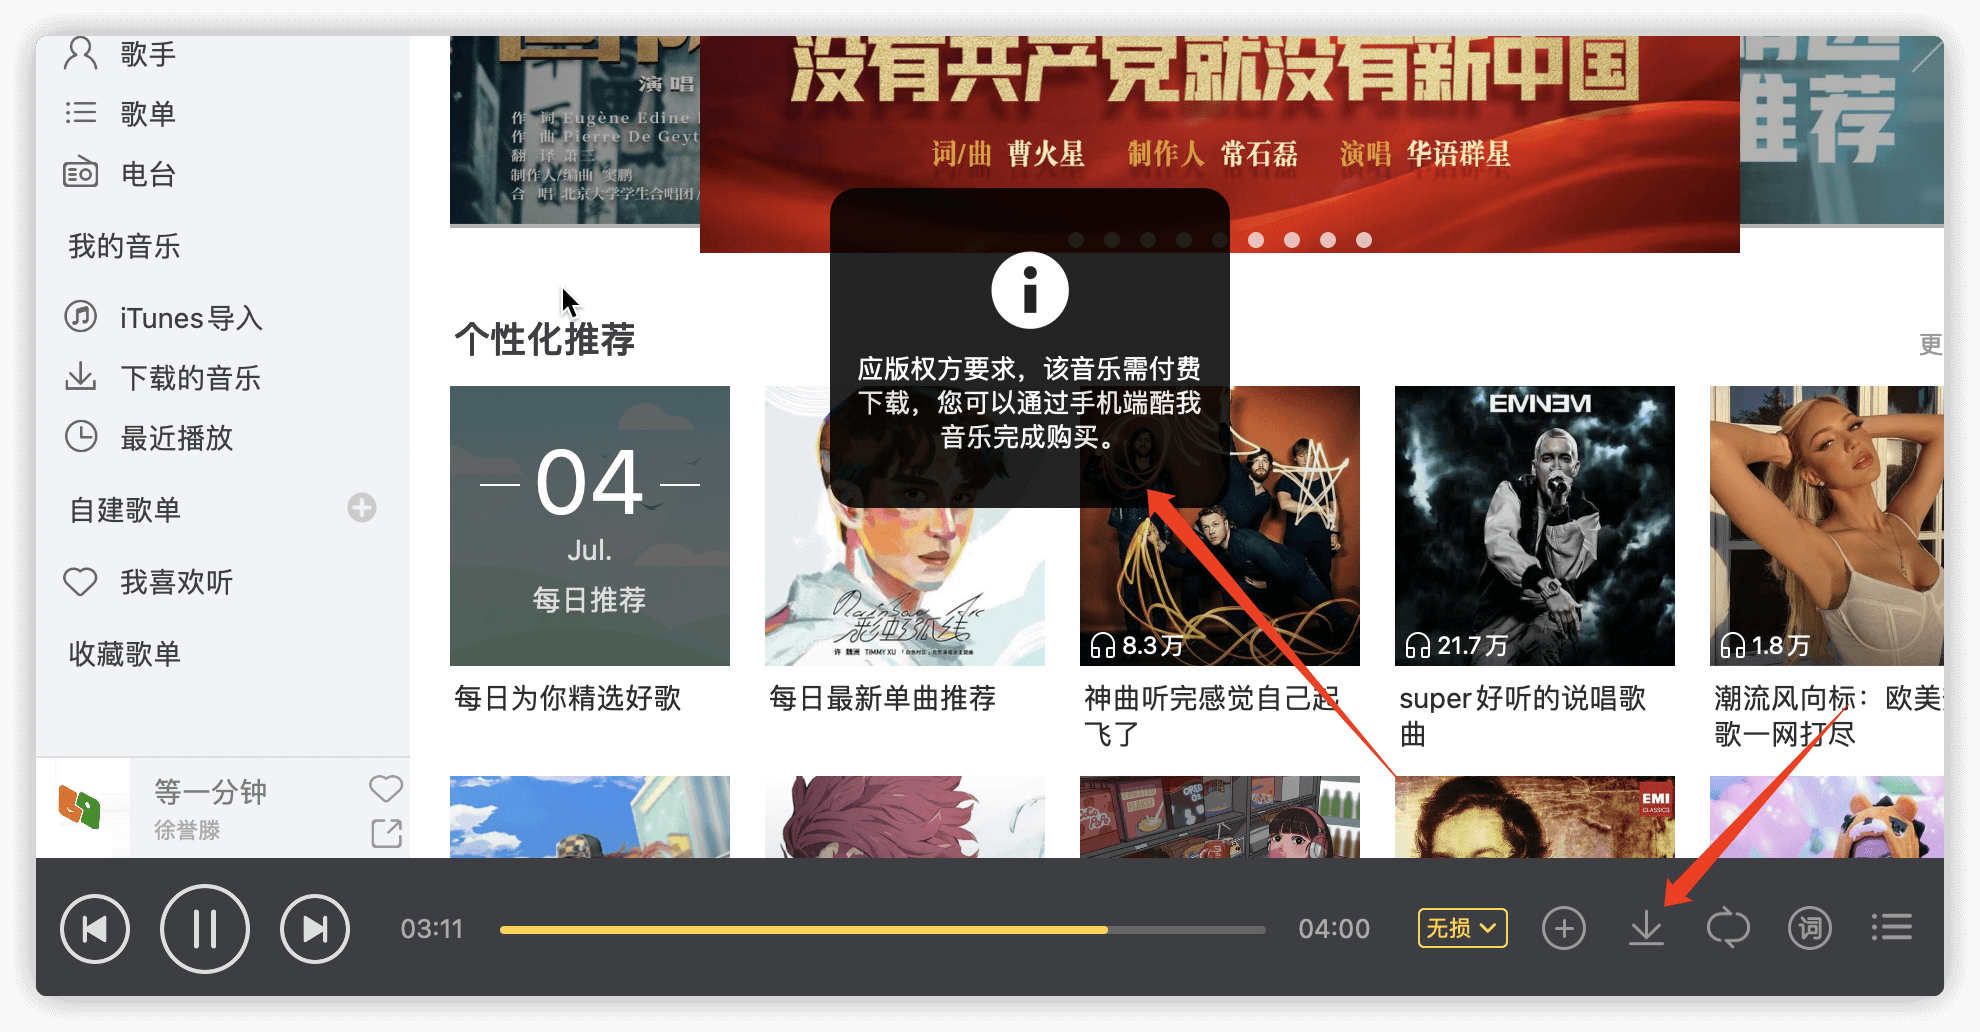 歌手
歌单
电台
我的音乐
iTunes导入
下载的音乐
最近播放
自建歌单
我喜欢听
收藏歌单
等一分钟
徐誉滕
演唱
作 词 Eugène Edine
作 曲 Pierre De Geyt
翻 译 萧三
制作人/编曲 窦鹏
合 唱 北京大学学生合唱团/
没有共产党就没有新中国
词/曲 曹火星 制作人 常石磊 演唱 华语群星
推荐
应版权方要求，该音乐需付费
下载，您可以通过手机端酷我
音乐完成购买。
个性化推荐
更
04
Jul.
每日推荐
每日为你精选好歌
Rainbow Arc
彩虹弧线
许 魏洲 TIMMY XU
每日最新单曲推荐
8.3万
神曲听完感觉自己起
飞了
EMINEM
21.7万
super好听的说唱歌
曲
1.8万
潮流风向标：欧美
歌一网打尽
OREO
EMI
CLASSICS
03:11
04:00
无损
词